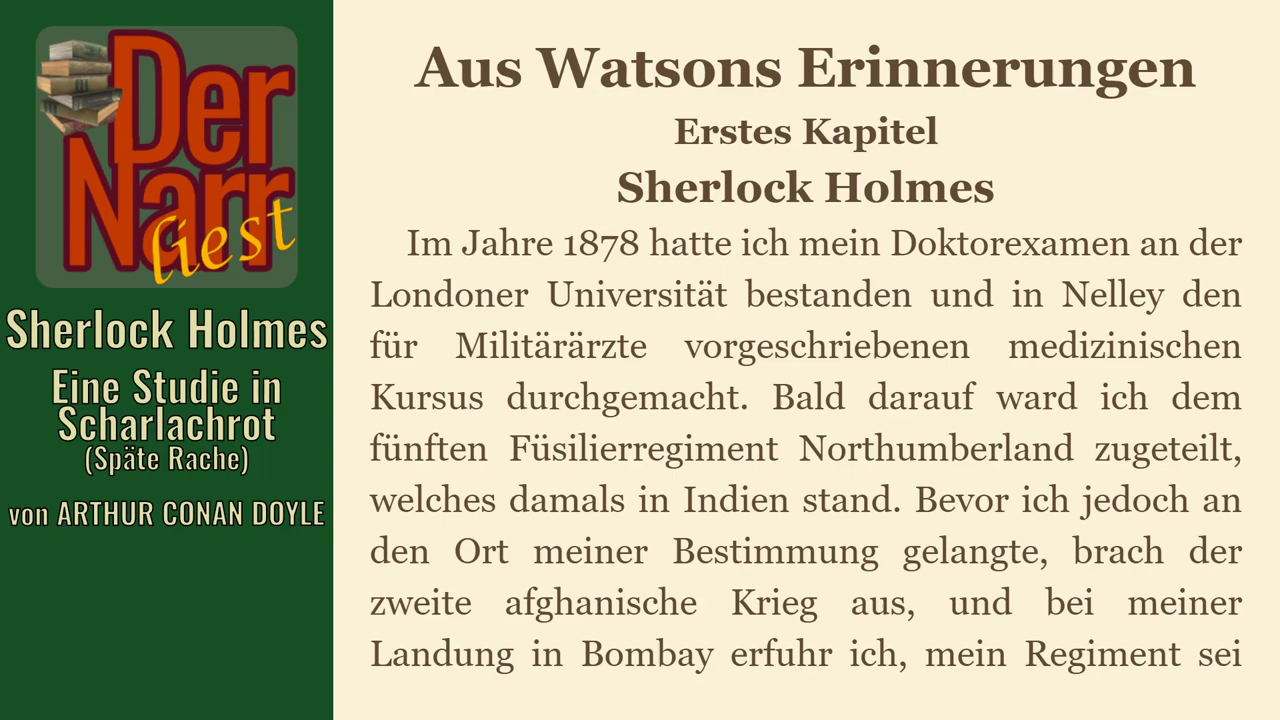 Der
Narr
liest
Sherlock Holmes
Eine Studie in
Scharlachrot
(Späte Rache)
von ARTHUR CONAN DOYLE
Aus Watsons Erinnerungen
Erstes Kapitel
Sherlock Holmes
Im Jahre 1878 hatte ich mein Doktorexamen an der
Londoner Universität bestanden und in Nelley den
für Militärärzte vorgeschriebenen medizinischen
Kursus durchgemacht. Bald darauf ward ich dem
fünften Füsilierregiment Northumberland zugeteilt,
welches damals in Indien stand. Bevor ich jedoch an
den Ort meiner Bestimmung gelangte, brach der
zweite afghanische Krieg aus, und bei meiner
Landung in Bombay erfuhr ich, mein Regiment sei